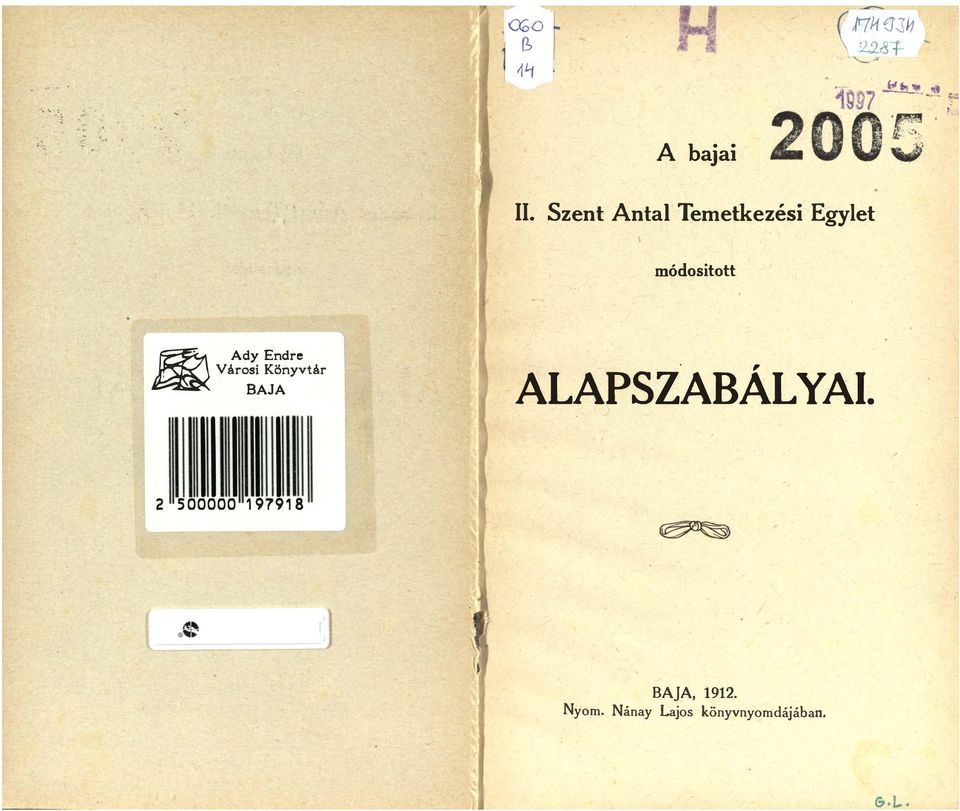 Ady Endre
Városi Könyvtár
BAJA
2 500000 197918
060
B
14
H
2287
1997
2005
A bajai
II. Szent Antal Temetkezési Egylet
módositott
ALAPSZABÁLYAI.
BAJA, 1912.
Nyom. Nánay Lajos könyvnyomdájában.
G.L.